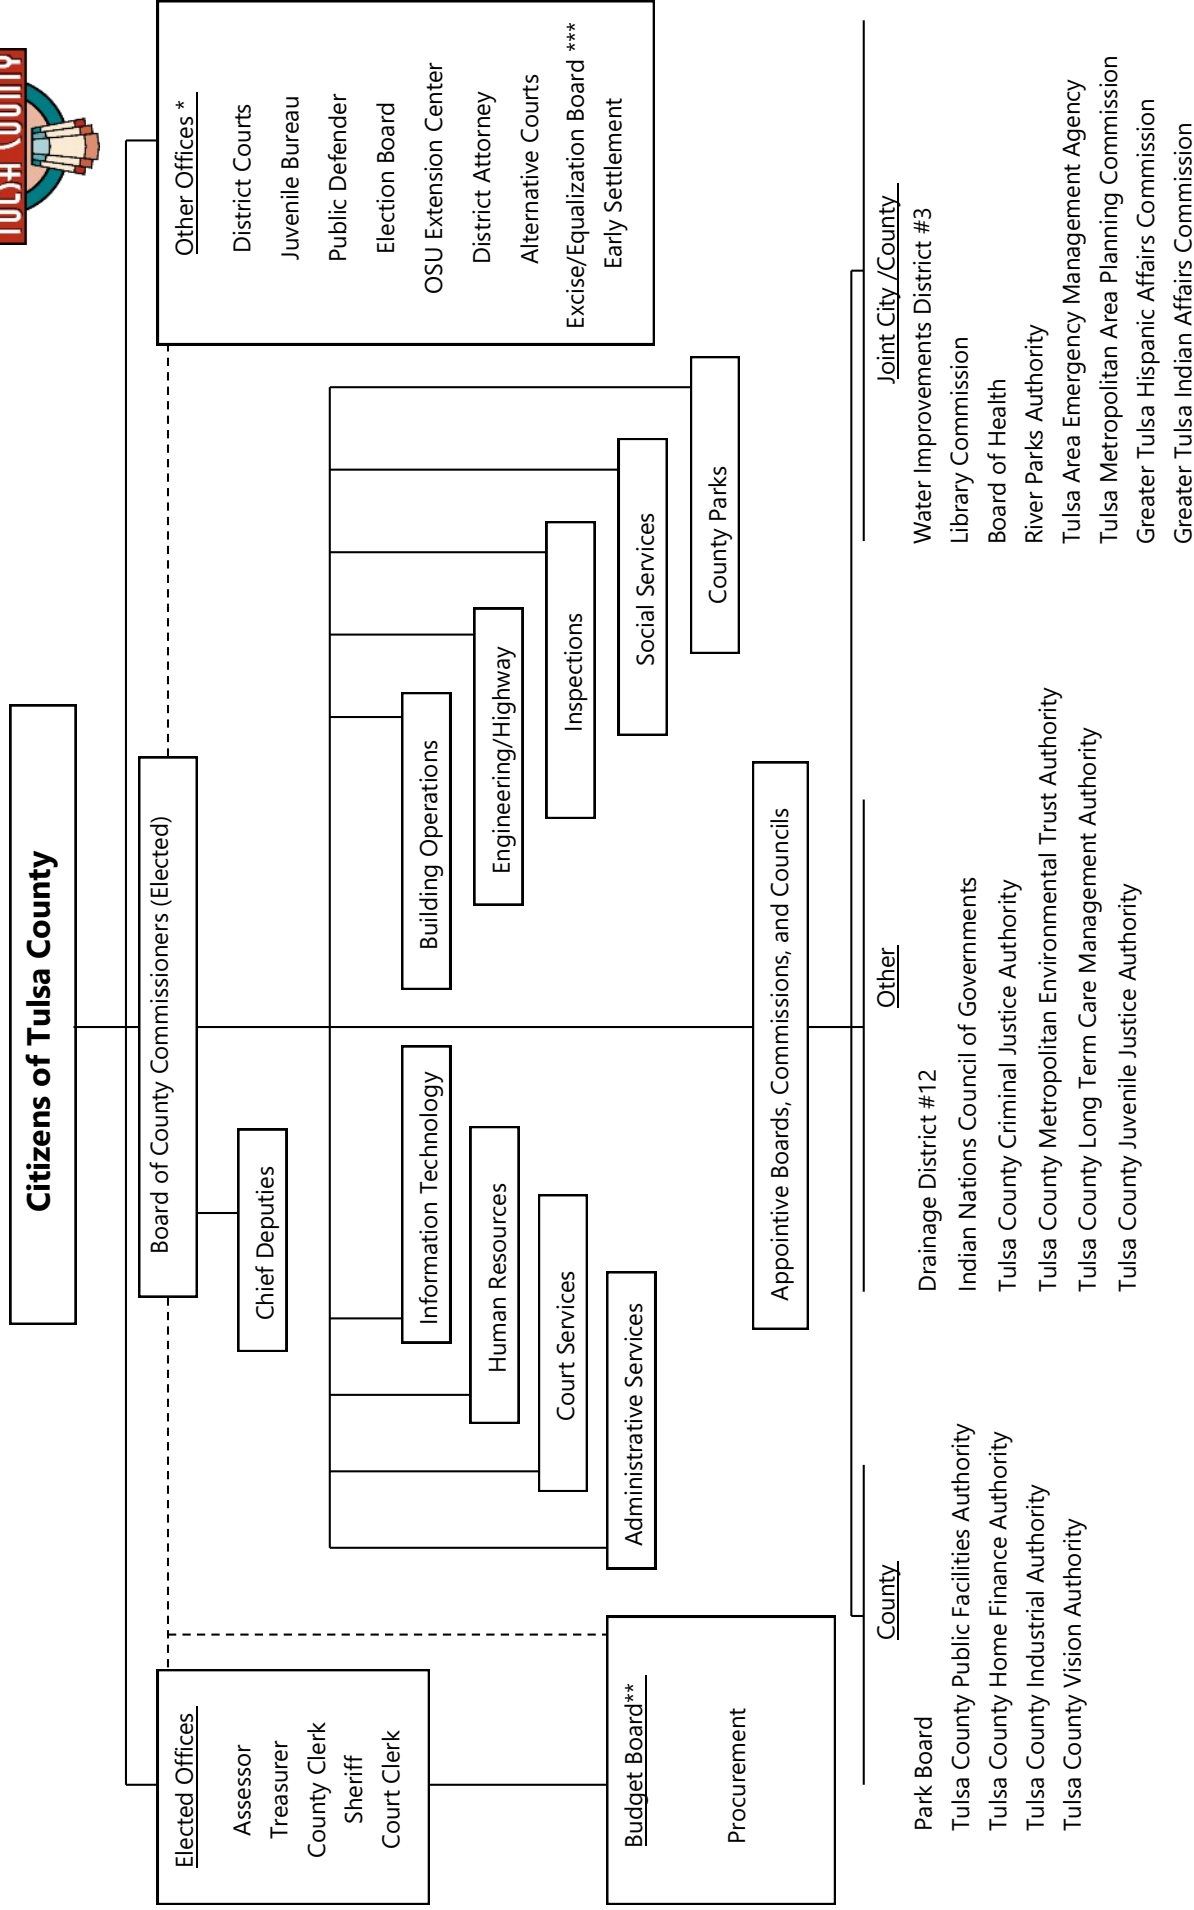 TULSA COUNTY
Citizens of Tulsa County
Board of County Commissioners (Elected)
Chief Deputies
Elected Offices
Assessor
Treasurer
County Clerk
Sheriff
Court Clerk
Other Offices *
District Courts
Juvenile Bureau
Public Defender
Election Board
OSU Extension Center
District Attorney
Alternative Courts
Excise/Equalization Board ***
Early Settlement
Information Technology
Human Resources
Court Services
Administrative Services
Building Operations
Engineering/Highway
Inspections
Social Services
County Parks
Budget Board**
Procurement
Appointive Boards, Commissions, and Councils
County
Park Board
Tulsa County Public Facilities Authority
Tulsa County Home Finance Authority
Tulsa County Industrial Authority
Tulsa County Vision Authority
Other
Drainage District #12
Indian Nations Council of Governments
Tulsa County Criminal Justice Authority
Tulsa County Metropolitan Environmental Trust Authority
Tulsa County Long Term Care Management Authority
Tulsa County Juvenile Justice Authority
Joint City /County
Water Improvements District #3
Library Commission
Board of Health
River Parks Authority
Tulsa Area Emergency Management Agency
Tulsa Metropolitan Area Planning Commission
Greater Tulsa Hispanic Affairs Commission
Greater Tulsa Indian Affairs Commission